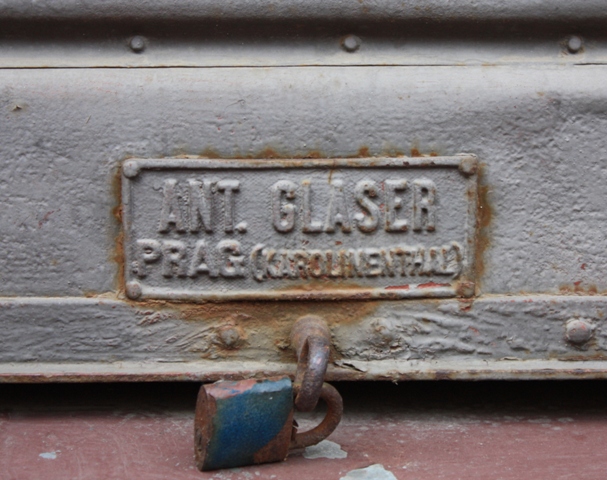 ANT. GLASER
PRAG (KAROLINENTHAL)